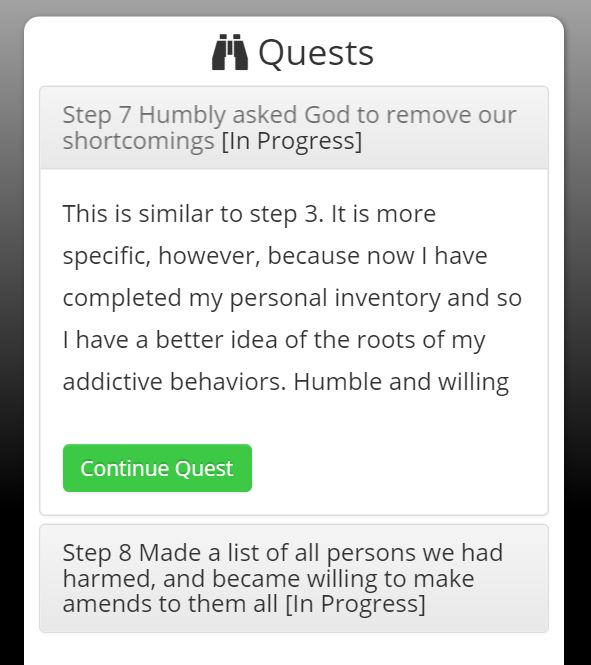 Quests
Step 7 Humbly asked God to remove our
shortcomings [In Progress]
This is similar to step 3. It is more
specific, however, because now I have
completed my personal inventory and so
I have a better idea of the roots of my
addictive behaviors. Humble and willing
Continue Quest
Step 8 Made a list of all persons we had
harmed, and became willing to make
amends to them all [In Progress]